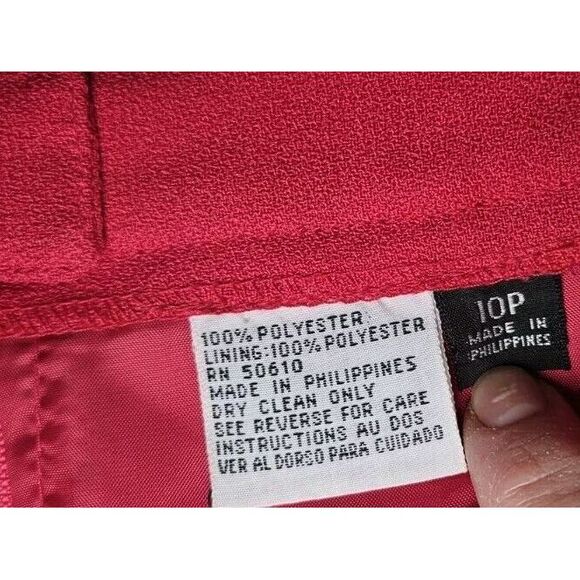 100% POLYESTER
LINING:100% POLYESTER
RN 50610
MADE IN PHILIPPINES
DRY CLEAN ONLY
SEE REVERSE FOR CARE
INSTRUCTIONS AU DOS
VER AL DORSO PARA CUIDADO
10P
MADE IN
PHILIPPINES